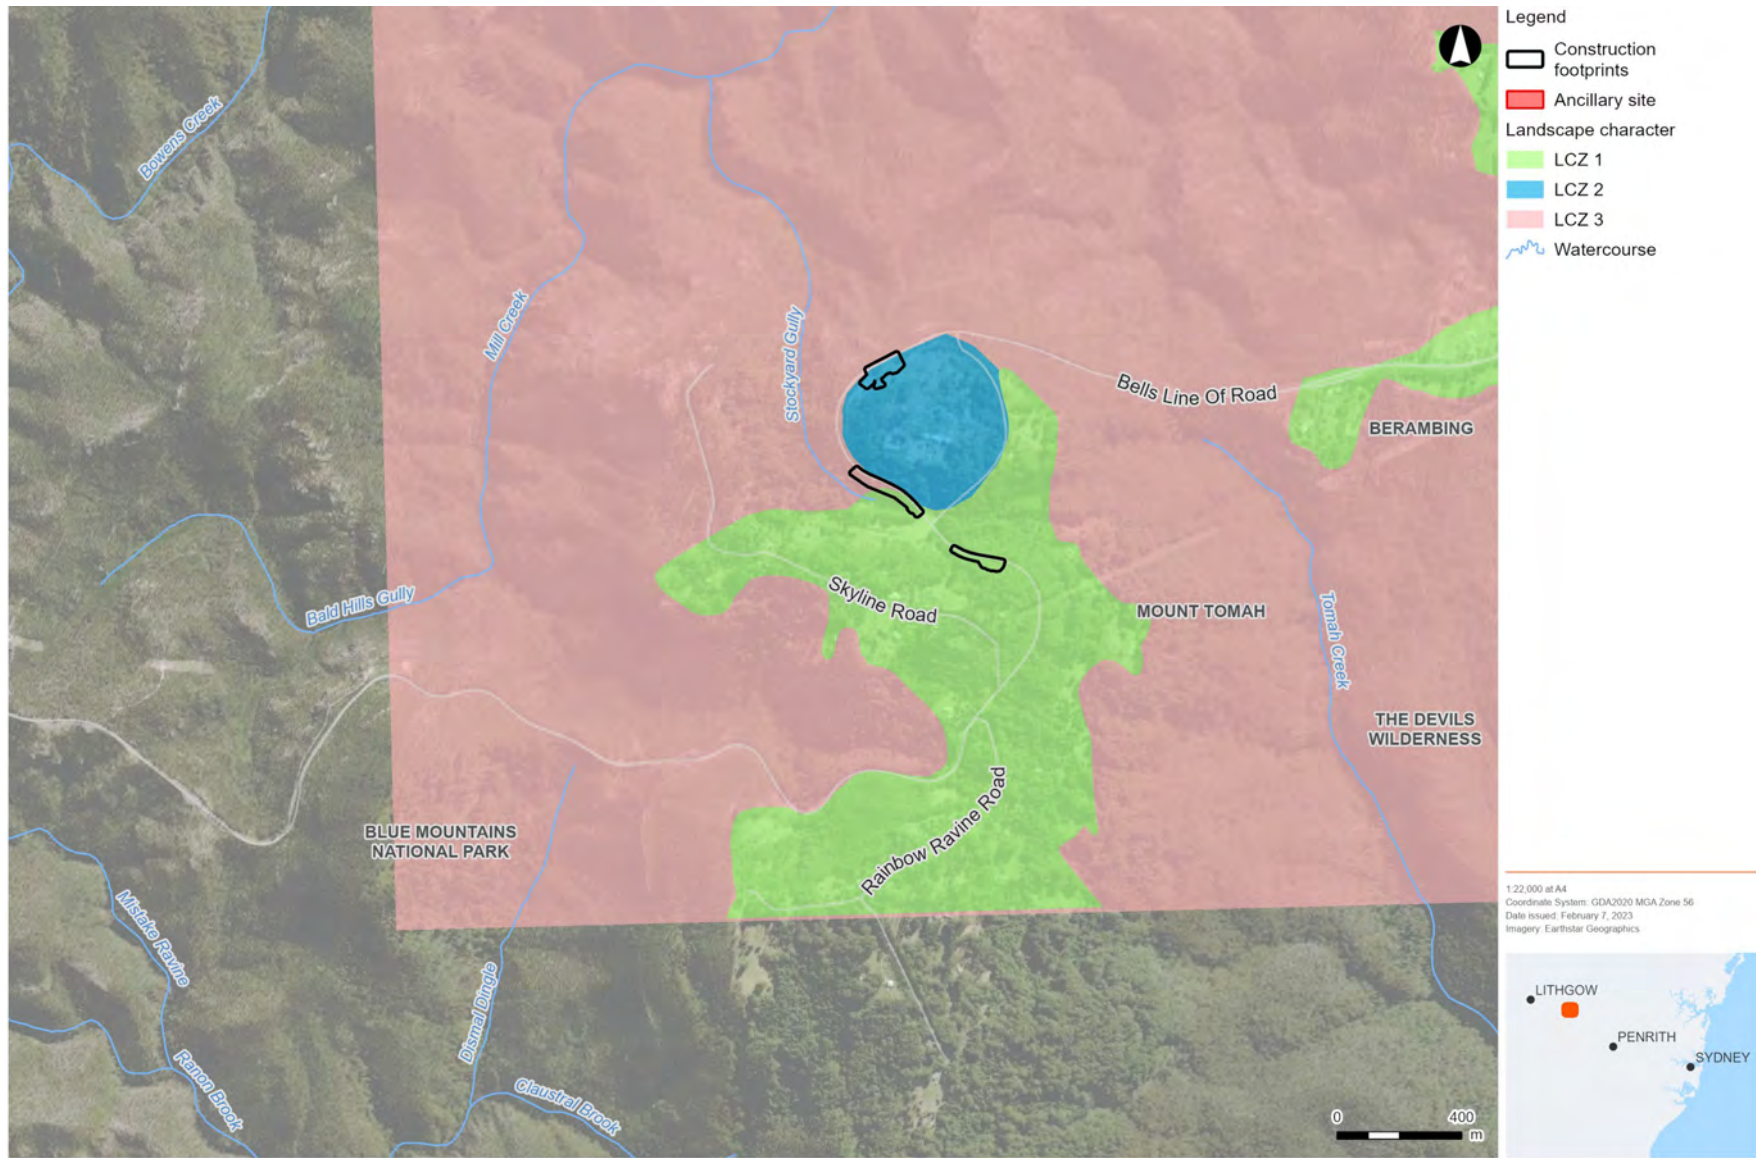 Legend
Construction
footprints
Ancillary site
Landscape character
LCZ 1
LCZ 2
LCZ 3
Watercourse
Bowens Creek
Mill Creek
Stockyard Gully
Bells Line Of Road
BERAMBING
Bald Hills Gully
Skyline Road
MOUNT TOMAH
Tomah Creek
THE DEVILS
WILDERNESS
BLUE MOUNTAINS
NATIONAL PARK
Rainbow Ravine Road
Mistake Ravine
Dismal Dingle
Ranon Brook
Claustral Brook
0 400
m
1:22,000 at A4
Coordinate System: GDA2020 MGA Zone 56
Date issued: February 7, 2023
Imagery: Earthstar Geographics
LITHGOW
PENRITH
SYDNEY